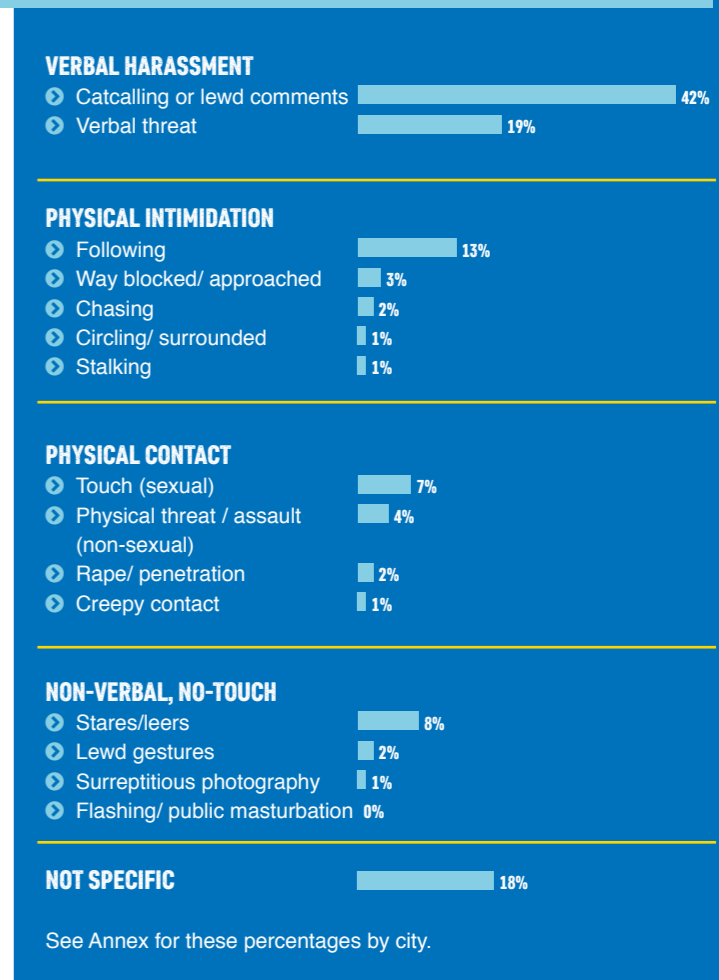 VERBAL HARASSMENT
Catcalling or lewd comments 42%
Verbal threat 19%
PHYSICAL INTIMIDATION
Following 13%
Way blocked/ approached 3%
Chasing 2%
Circling/ surrounded 1%
Stalking 1%
PHYSICAL CONTACT
Touch (sexual) 7%
Physical threat / assault 4%
(non-sexual)
Rape/ penetration 2%
Creepy contact 1%
NON-VERBAL, NO-TOUCH
Stares/leers 8%
Lewd gestures 2%
Surreptitious photography 1%
Flashing/ public masturbation 0%
NOT SPECIFIC 18%
See Annex for these percentages by city.